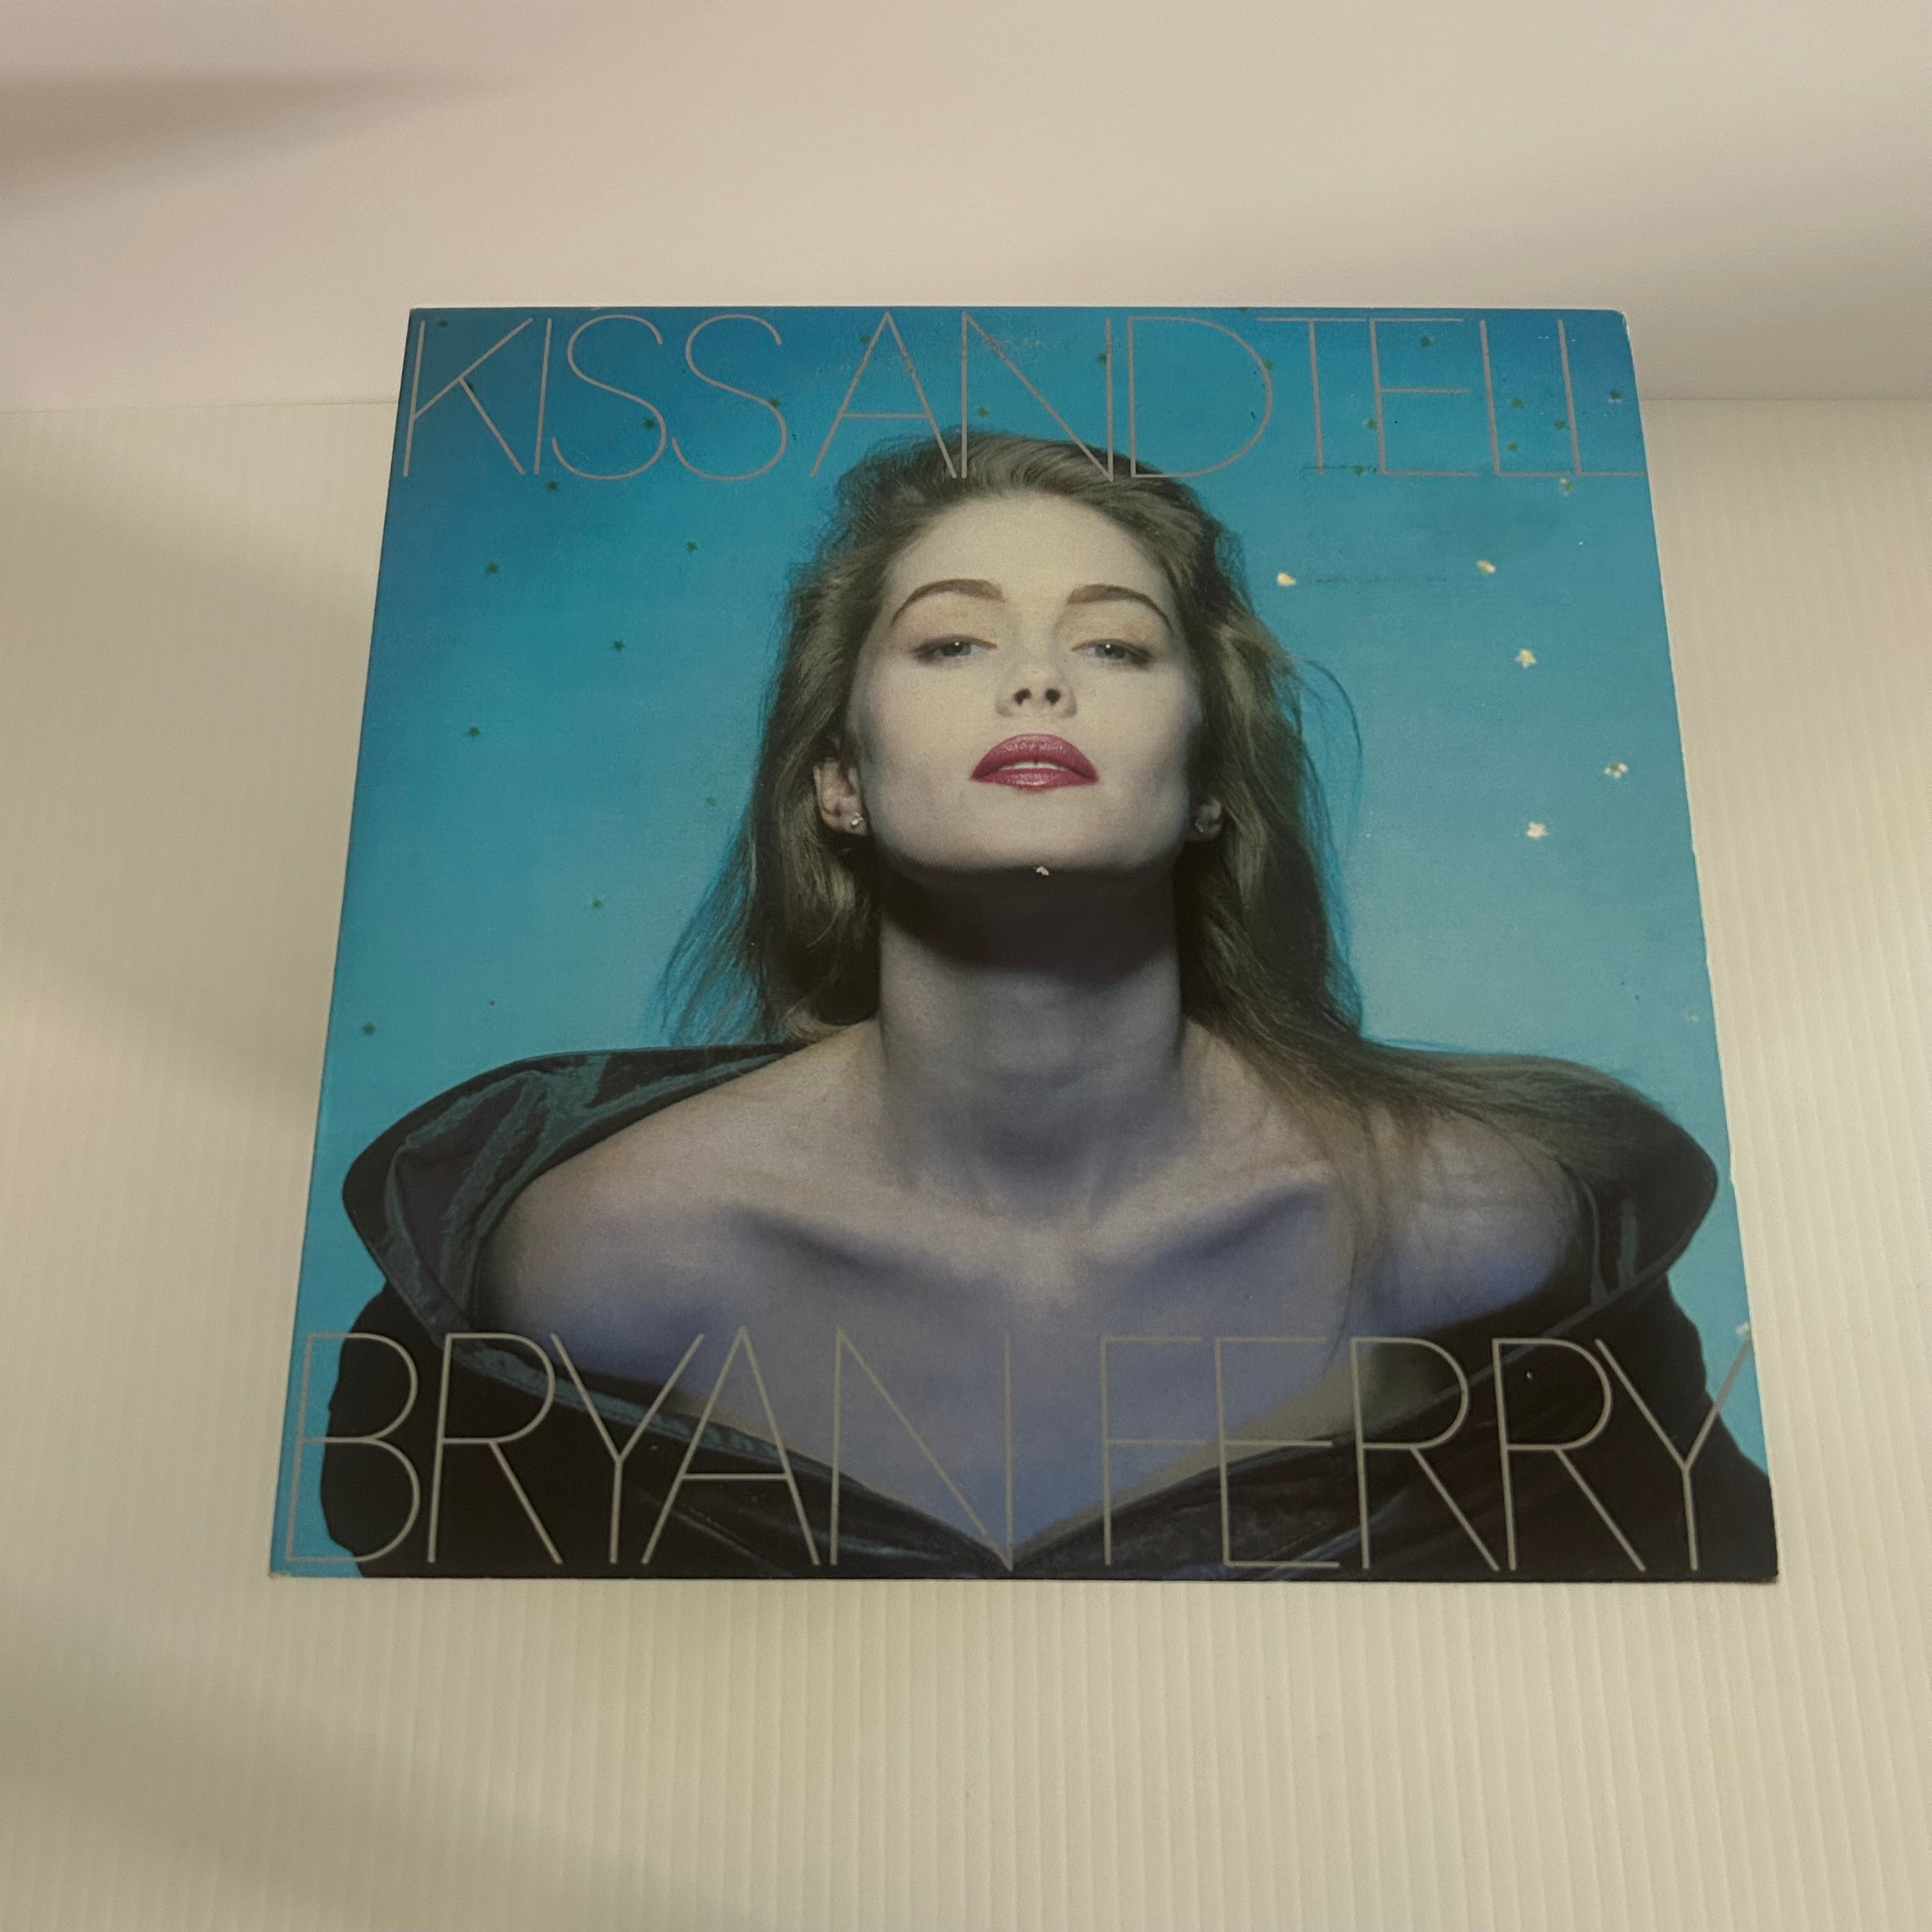 KISS AND TELL
BRYAN FERRY